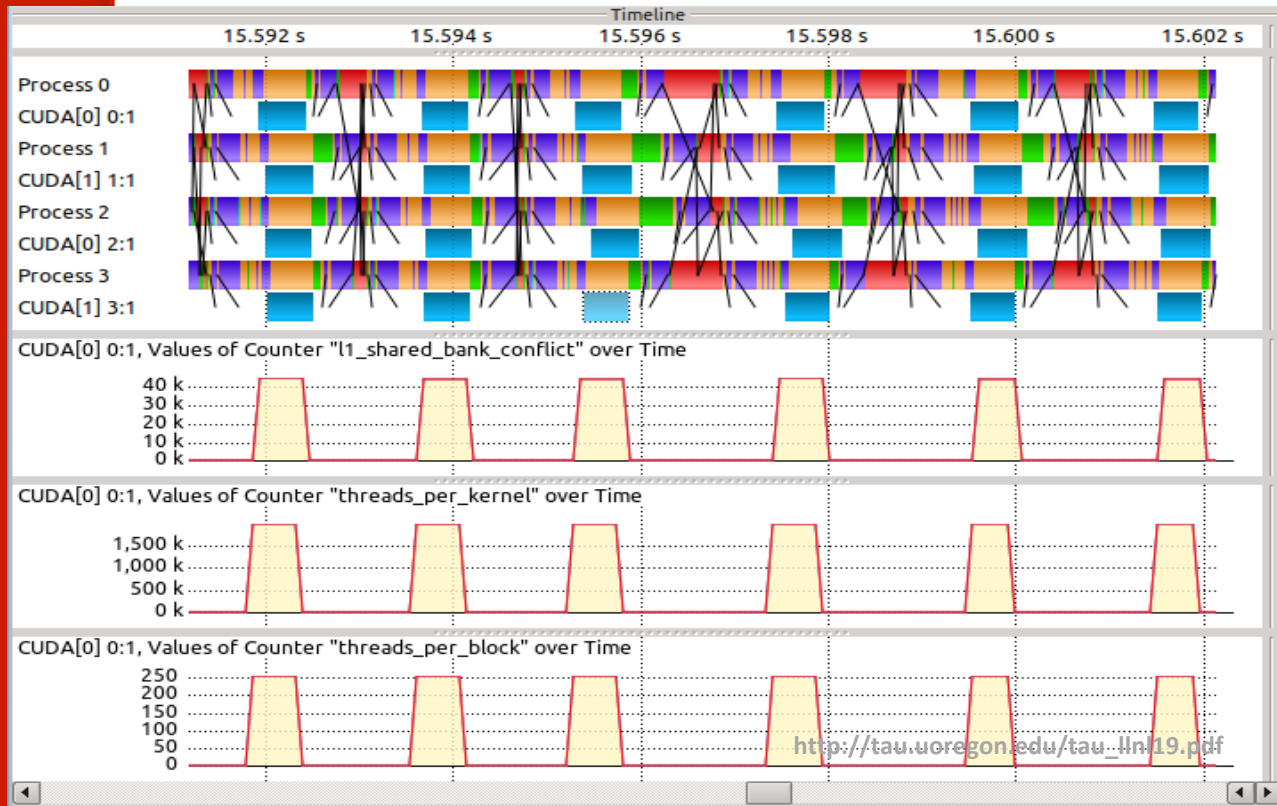 Timeline
15.592 s 15.594 s 15.596 s 15.598 s 15.600 s 15.602 s
Process 0
CUDA[0] 0:1
Process 1
CUDA[1] 1:1
Process 2
CUDA[0] 2:1
Process 3
CUDA[1] 3:1
CUDA[0] 0:1, Values of Counter "l1_shared_bank_conflict" over Time
40 k
30 k
20 k
10 k
0 k
CUDA[0] 0:1, Values of Counter "threads_per_kernel" over Time
1,500 k
1,000 k
500 k
0 k
CUDA[0] 0:1, Values of Counter "threads_per_block" over Time
250
200
150
100
50
0
http://tau.uoregon.edu/tau_llnl19.pdf